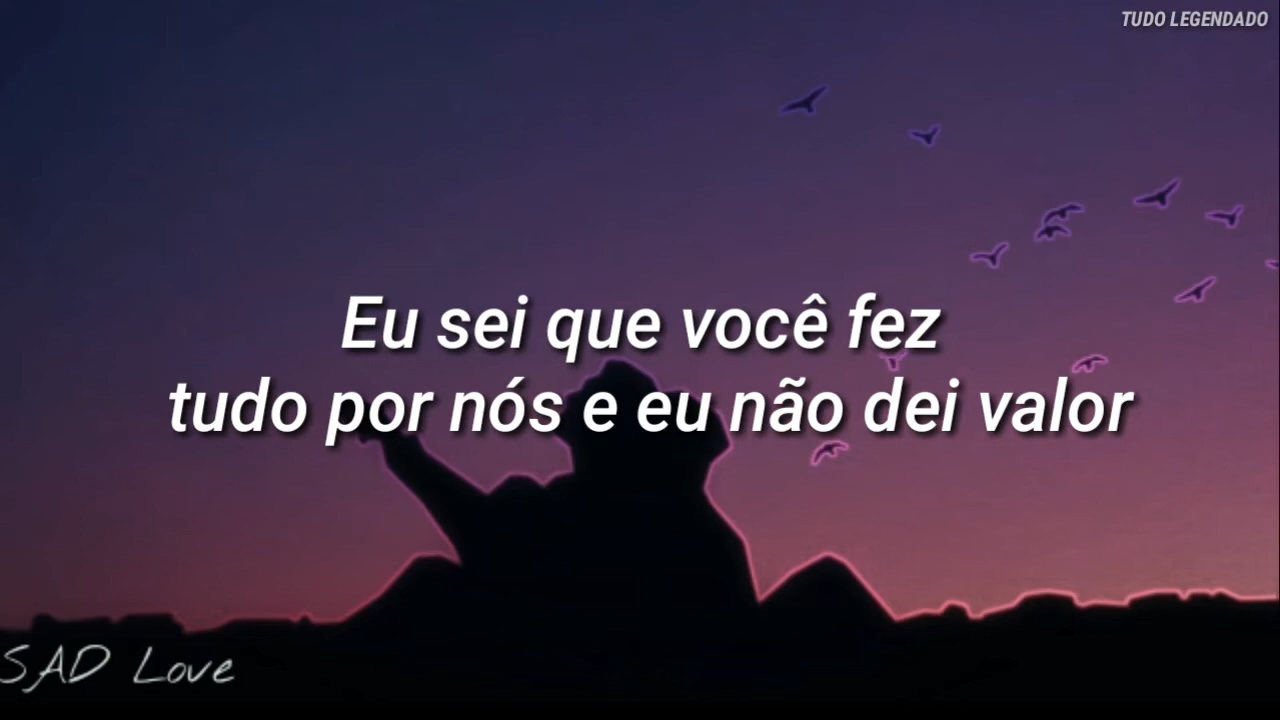 TUDO LEGENDADO
Eu sei que você fez
tudo por nós e eu não dei valor
SAD Love